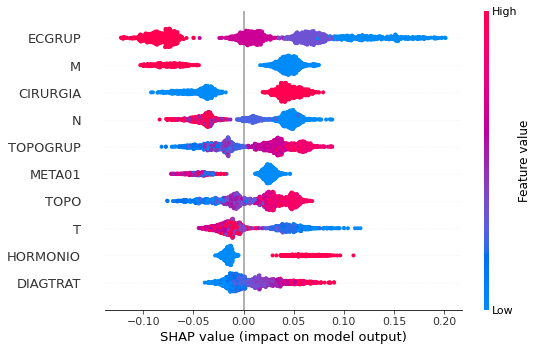 High
ECGRUP
M
CIRURGIA
N
TOPOGRUP
META01
TOPO
T
HORMONIO
DIAGTRAT
Feature value
Low
−0.10 −0.05 0.00 0.05 0.10 0.15 0.20
SHAP value (impact on model output)